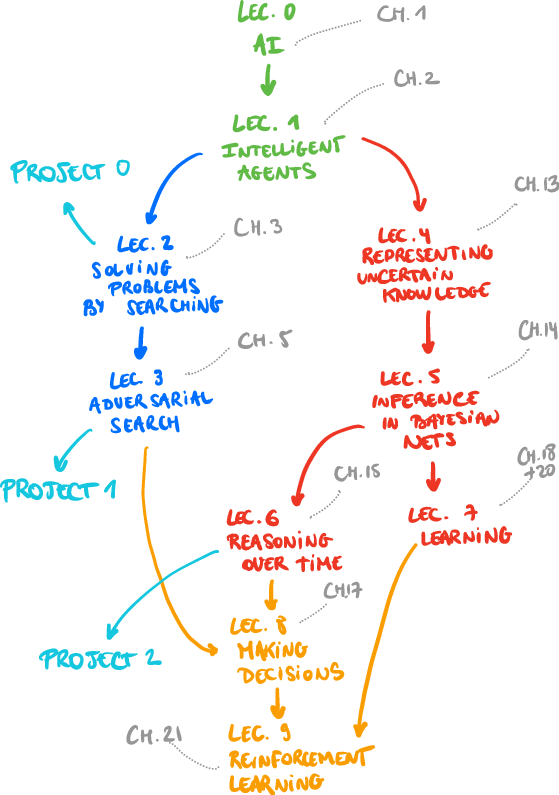 LEC. 0
CH. 1
AI
CH. 2
LEC. 1
INTELLIGENT
AGENTS
PROJECT 0
CH. 13
CH. 3
LEC. 2
SOLVING
PROBLEMS
BY SEARCHING
LEC. 4
REPRESENTING
UNCERTAIN
KNOWLEDGE
CH. 14
CH. 5
LEC. 3
ADVERSARIAL
SEARCH
LEC. 5
INFERENCE
IN BAYESIAN
NETS
CH. 18
+20
CH. 15
PROJECT 1
LEC. 6
REASONING
OVER TIME
LEC. 7
LEARNING
CH.17
LEC. 8
MAKING
DECISIONS
PROJECT 2
CH. 21
LEC. 9
REINFORCEMENT
LEARNING